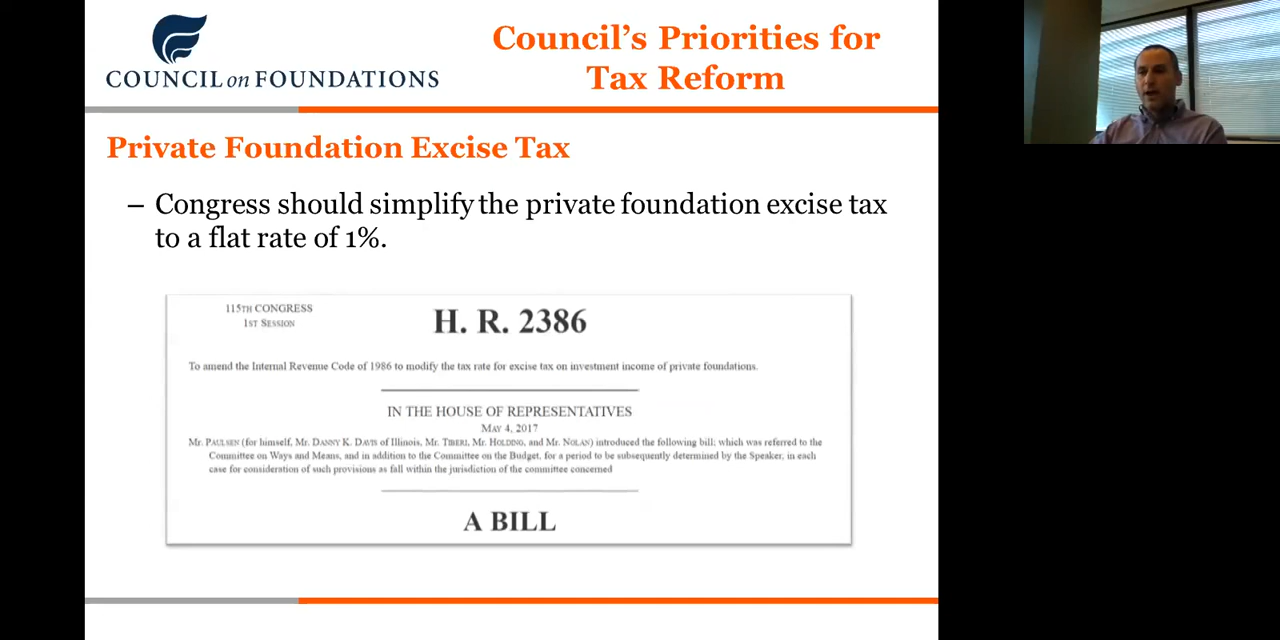 COUNCIL on FOUNDATIONS
Council’s Priorities for
Tax Reform
Private Foundation Excise Tax
– Congress should simplify the private foundation excise tax
to a flat rate of 1%.
115TH CONGRESS
1ST SESSION
H. R. 2386
To amend the Internal Revenue Code of 1986 to modify the tax rate for excise tax on investment income of private foundations.
IN THE HOUSE OF REPRESENTATIVES
MAY 4, 2017
Mr. PAULSEN (for himself, Mr. DANNY K. DAVIS of Illinois, Mr. TIBERI, Mr. HOLDING, and Mr. NOLAN) introduced the following bill; which was referred to the
Committee on Ways and Means, and in addition to the Committee on the Budget, for a period to be subsequently determined by the Speaker, in each
case for consideration of such provisions as fall within the jurisdiction of the committee concerned
A BILL